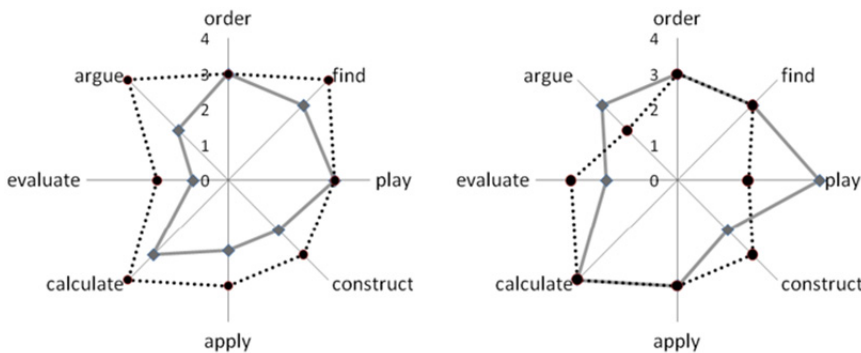 order
4
argue
3
find
2
1
evaluate
0
play
calculate
construct
apply
order
4
argue
3
find
2
1
evaluate
0
play
calculate
construct
apply